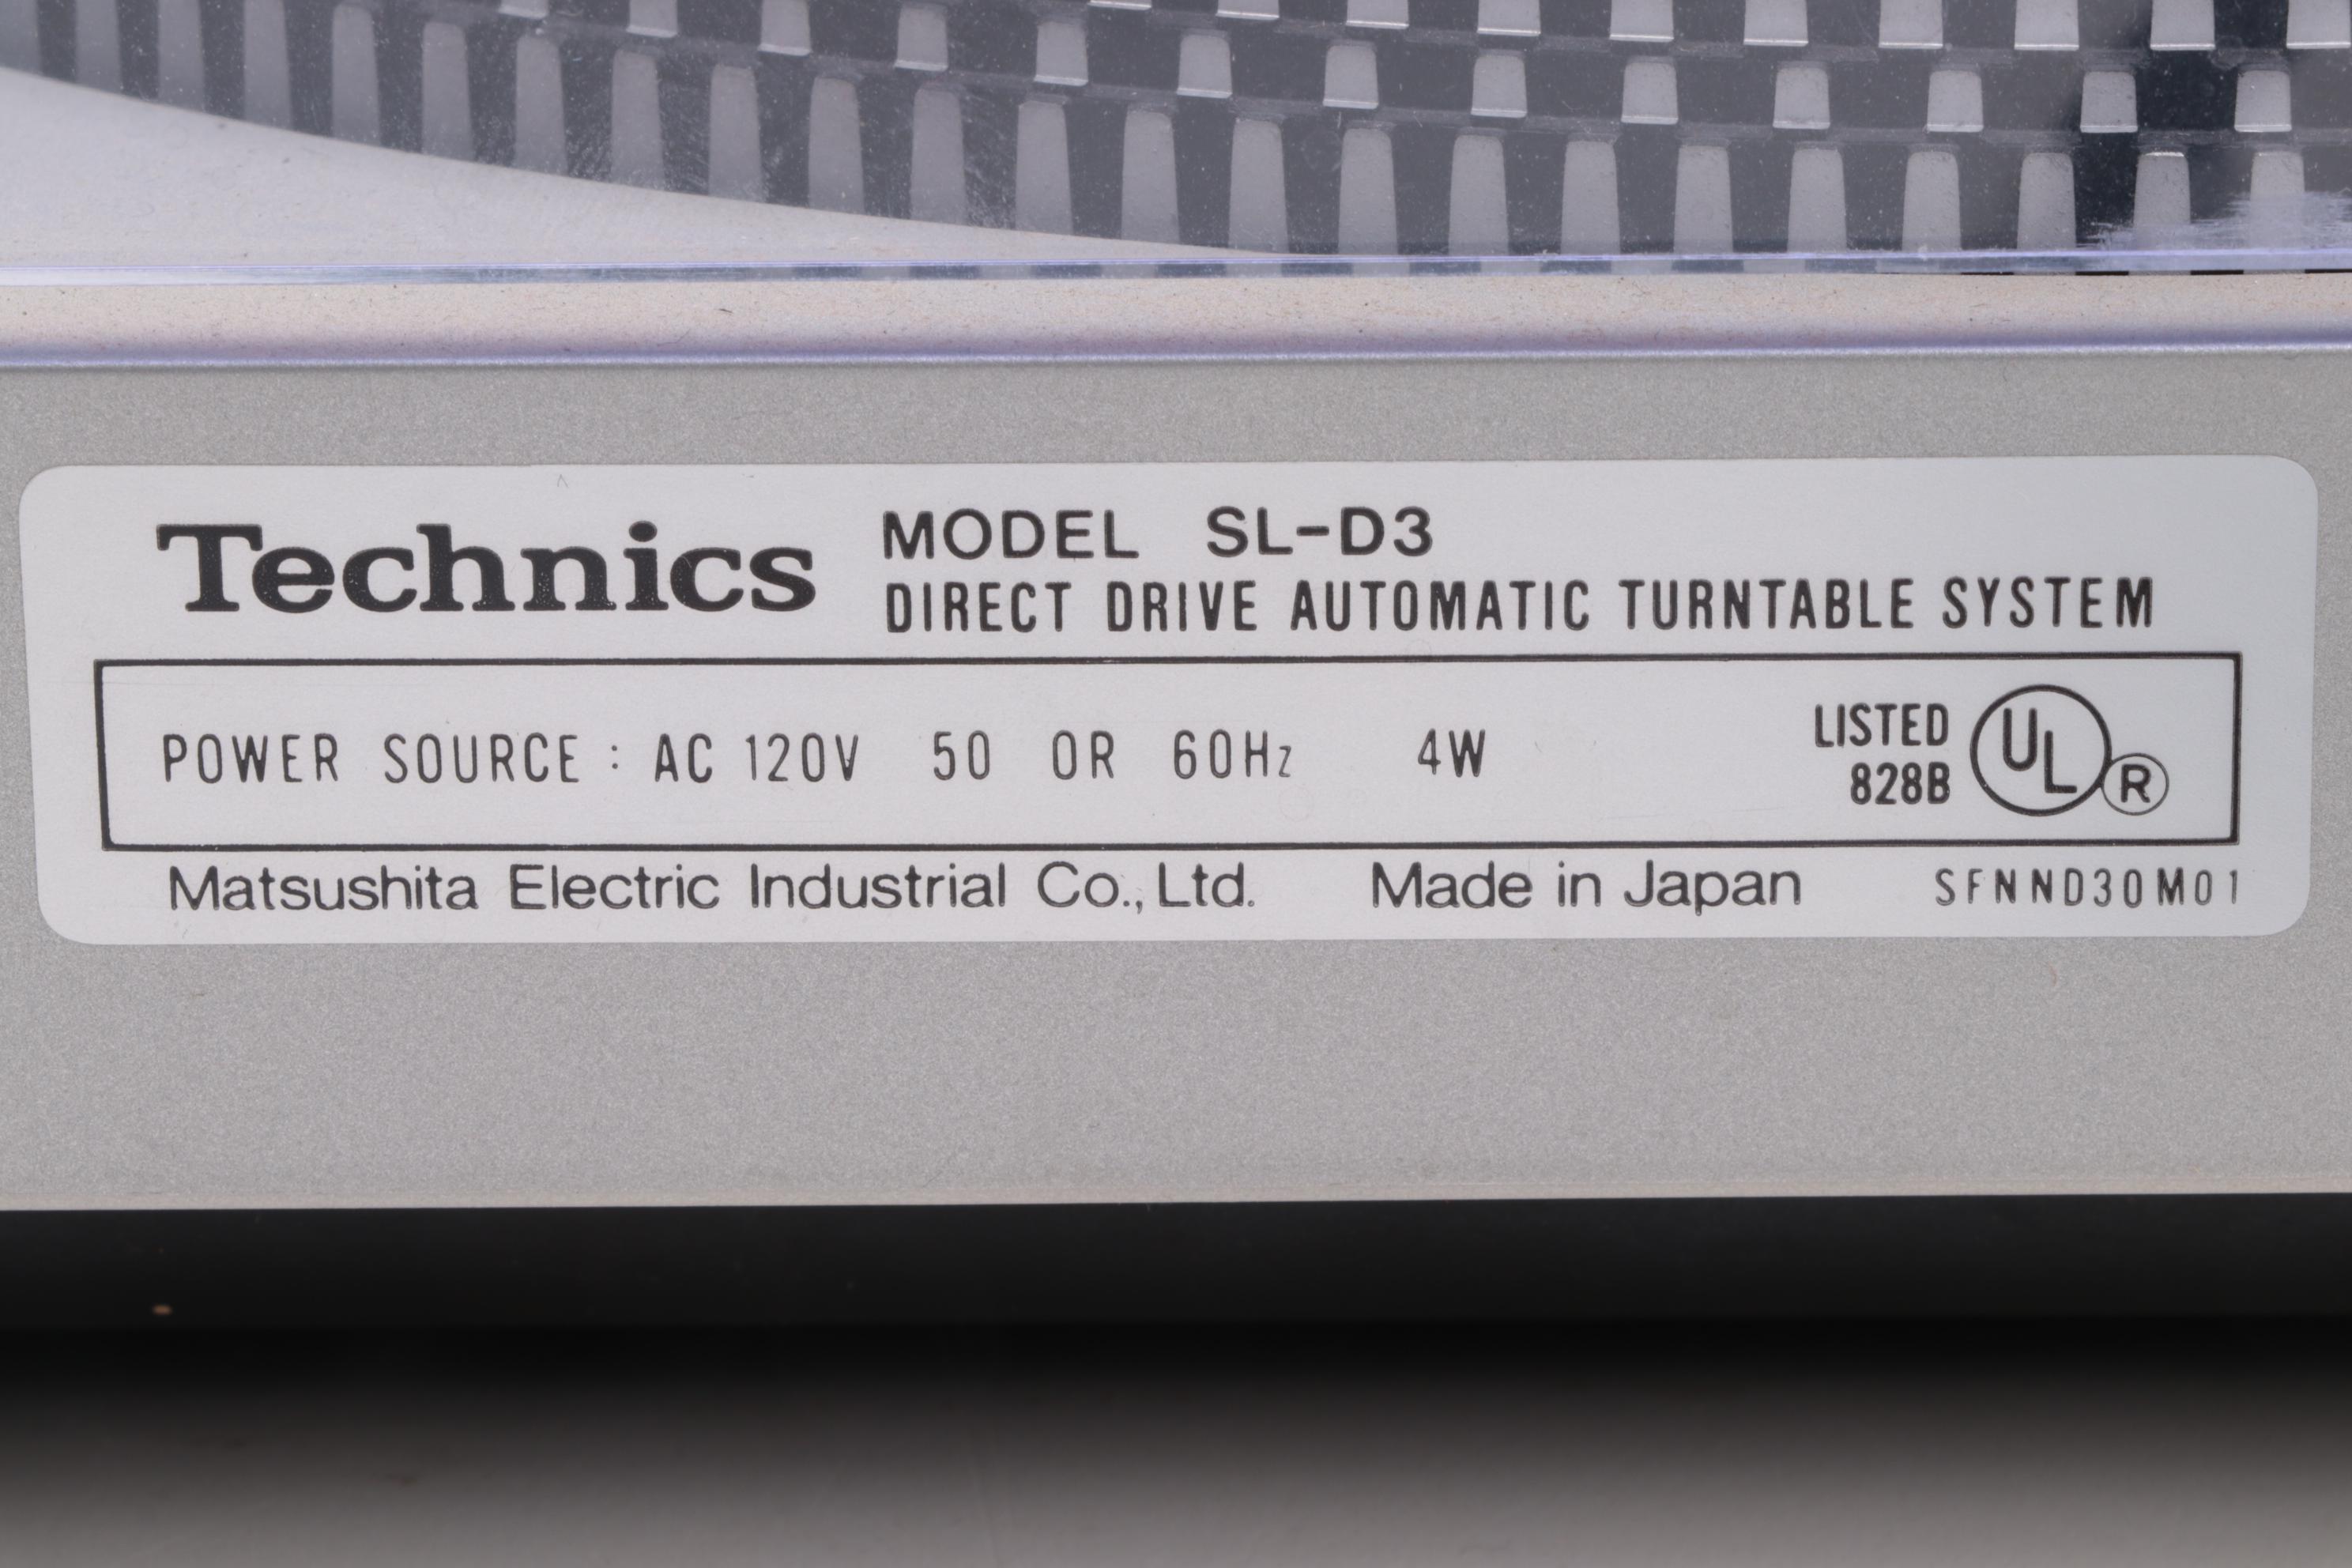 Technics MODEL SL-D3
DIRECT DRIVE AUTOMATIC TURNTABLE SYSTEM
POWER SOURCE : AC 120V 50 OR 60Hz 4W
LISTED
828B
UL®
Matsushita Electric Industrial Co., Ltd. Made in Japan SFNND30M01